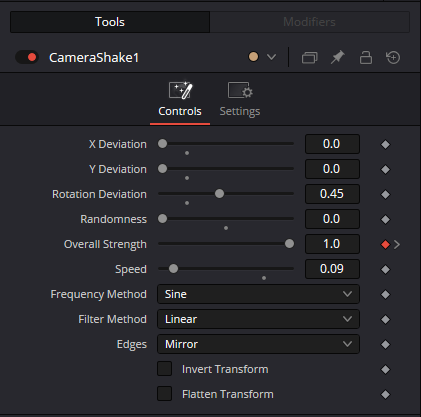 Tools Modifiers
CameraShake1
Controls Settings
X Deviation 0.0
Y Deviation 0.0
Rotation Deviation 0.45
Randomness 0.0
Overall Strength 1.0
Speed 0.09
Frequency Method Sine
Filter Method Linear
Edges Mirror
Invert Transform
Flatten Transform